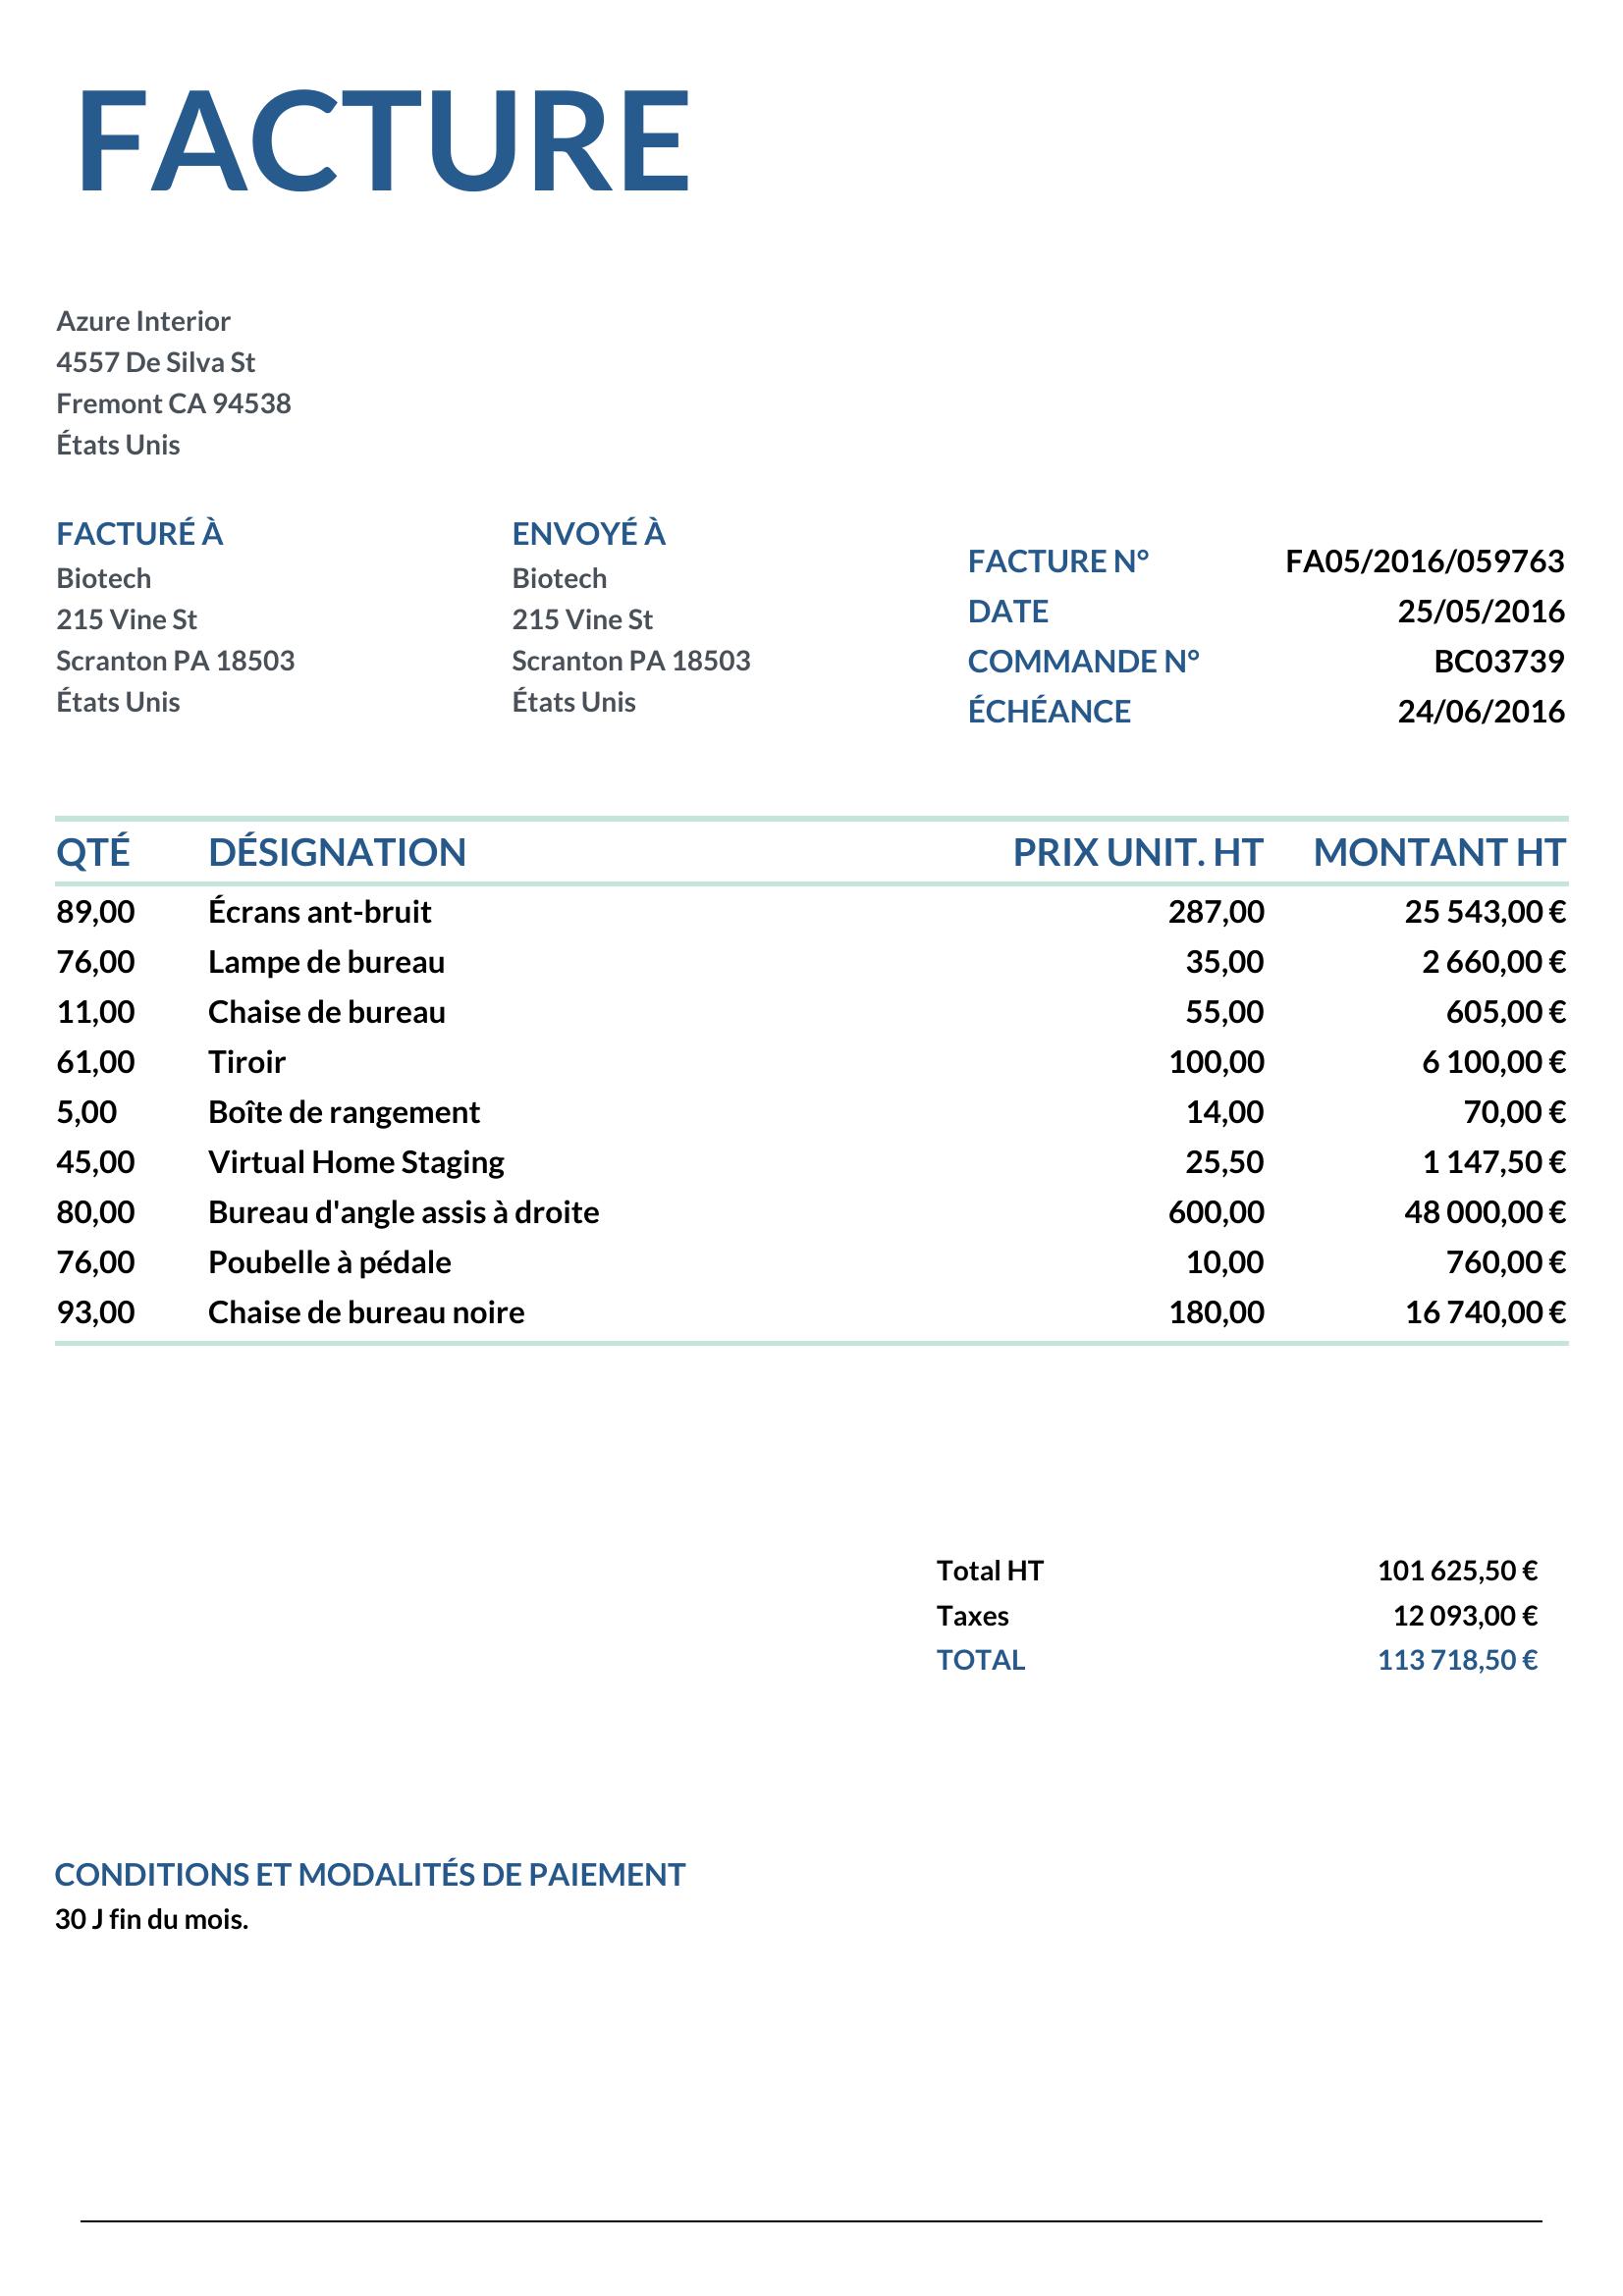 FACTURE
Azure Interior
4557 De Silva St
Fremont CA 94538
États Unis
FACTURÉ À
Biotech
215 Vine St
Scranton PA 18503
États Unis
ENVOYÉ À
Biotech
215 Vine St
Scranton PA 18503
États Unis
FACTURE N° FA05/2016/059763
DATE 25/05/2016
COMMANDE N° BC03739
ÉCHÉANCE 24/06/2016
QTÉ DÉSIGNATION PRIX UNIT. HT MONTANT HT
89,00 Écrans ant-bruit 287,00 25 543,00 €
76,00 Lampe de bureau 35,00 2 660,00 €
11,00 Chaise de bureau 55,00 605,00 €
61,00 Tiroir 100,00 6 100,00 €
5,00 Boîte de rangement 14,00 70,00 €
45,00 Virtual Home Staging 25,50 1 147,50 €
80,00 Bureau d'angle assis à droite 600,00 48 000,00 €
76,00 Poubelle à pédale 10,00 760,00 €
93,00 Chaise de bureau noire 180,00 16 740,00 €
Total HT 101 625,50 €
Taxes 12 093,00 €
TOTAL 113 718,50 €
CONDITIONS ET MODALITÉS DE PAIEMENT
30 J fin du mois.